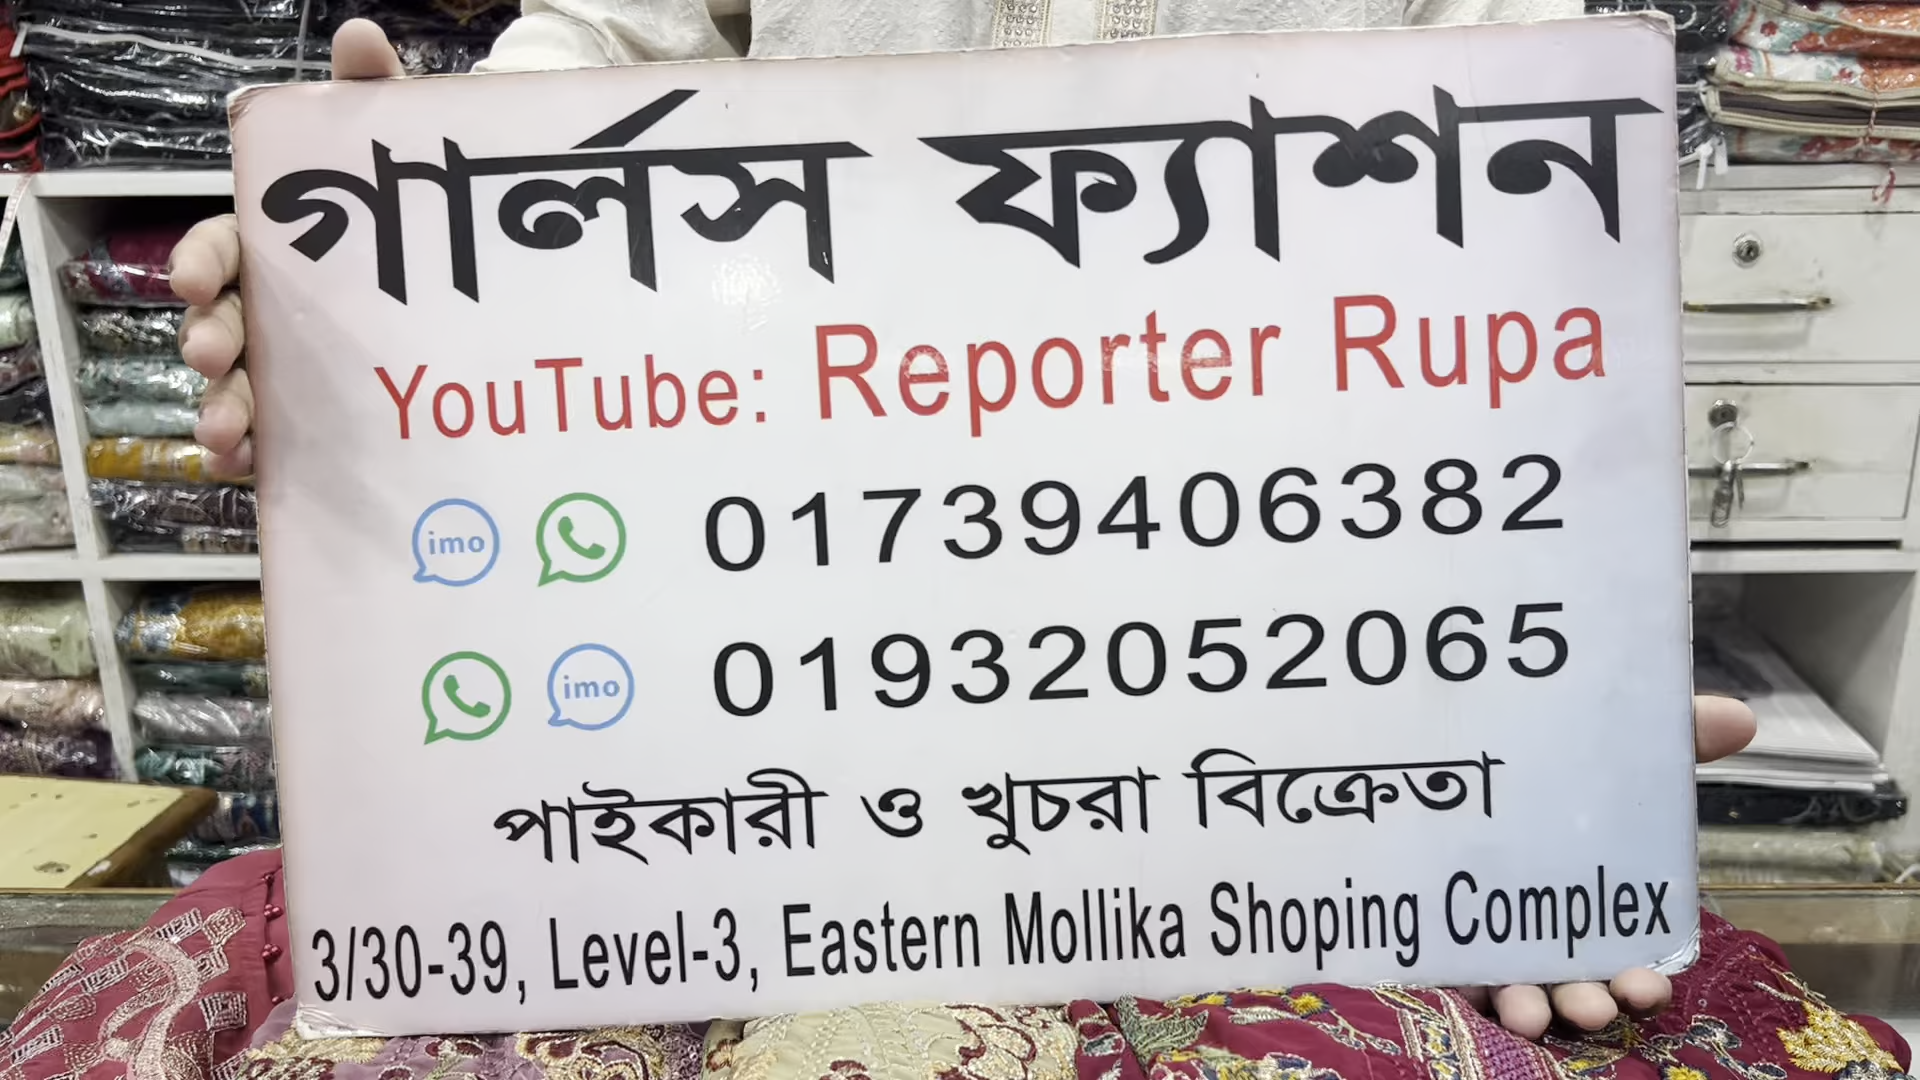 গার্লস ফ্যাশন
YouTube: Reporter Rupa
imo 01739406382
imo 01932052065
পাইকারী ও খুচরা বিক্রেতা
3/30-39, Level-3, Eastern Mollika Shoping Complex